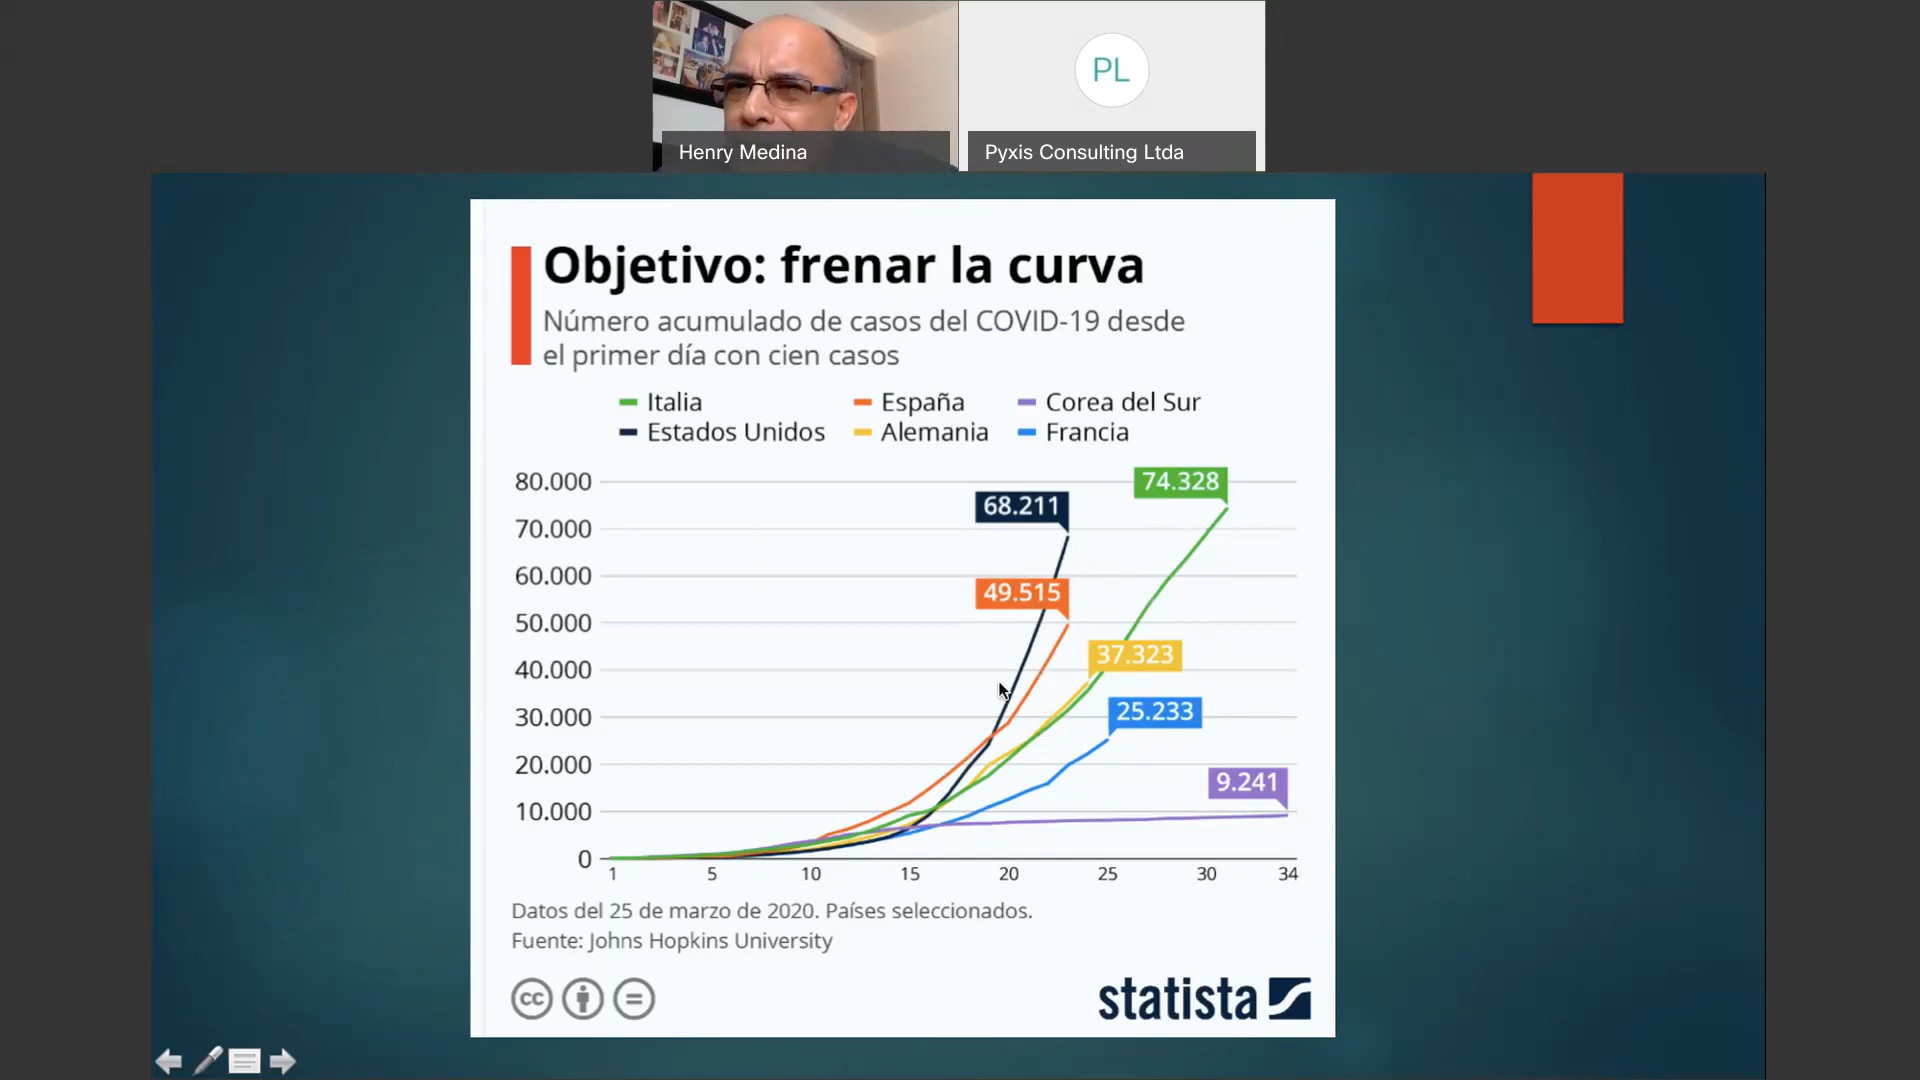 PL
Henry Medina
Pyxis Consulting Ltda
Objetivo: frenar la curva
Número acumulado de casos del COVID-19 desde
el primer día con cien casos
Italia España Corea del Sur
Estados Unidos Alemania Francia
80.000
74.328
68.211
70.000
60.000
49.515
50.000
37.323
40.000
25.233
30.000
20.000
9.241
10.000
0
1 5 10 15 20 25 30 34
Datos del 25 de marzo de 2020. Países seleccionados.
Fuente: Johns Hopkins University
cc
statista